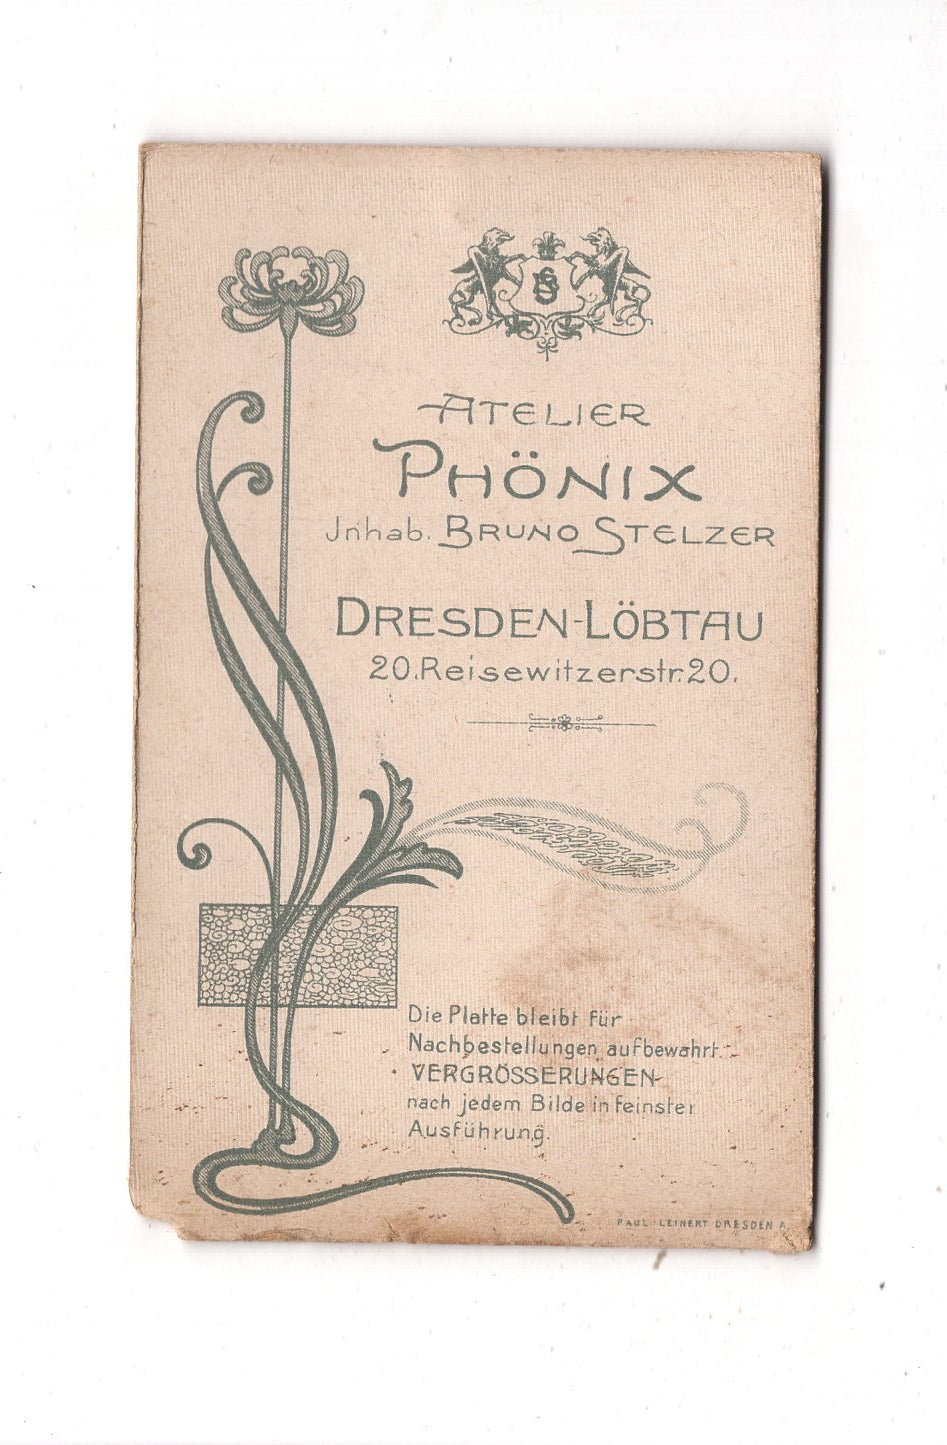 BS
ATELIER
PHÖNIX
Jnhab. BRUNO STELZER
DRESDEN-LÖBTAU
20.Reisewitzerstr.20.
Die Platte bleibt für
Nachbestellungen aufbewahrt.
VERGRÖSSERUNGEN
nach jedem Bilde in feinster
Ausführung.
PAUL LEINERT DRESDEN A.